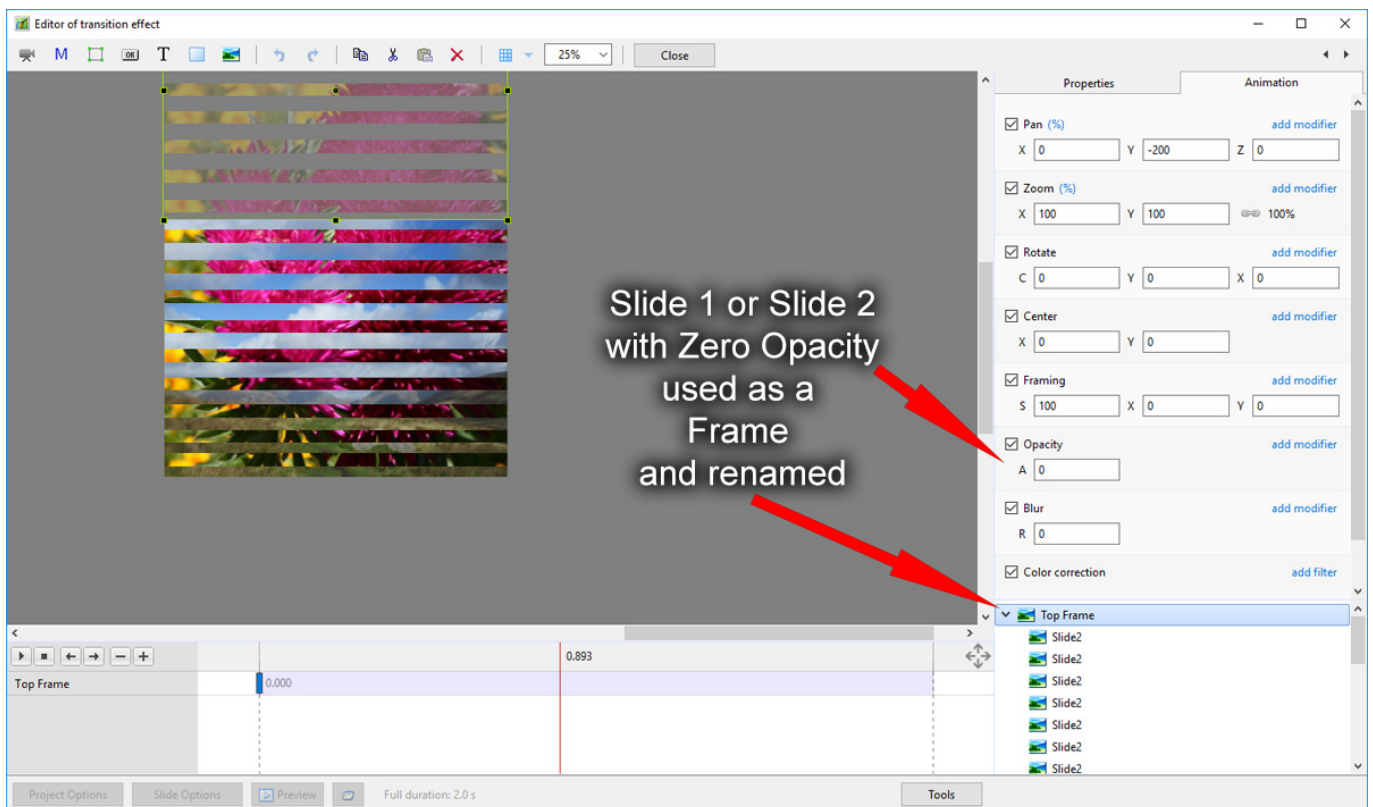 Editor of transition effect
M OK T 25% Close
Properties Animation
Pan (%) add modifier
X 0 Y -200 Z 0
Zoom (%) add modifier
X 100 Y 100 100%
Rotate add modifier
C 0 Y 0 X 0
Center add modifier
X 0 Y 0
Framing add modifier
S 100 X 0 Y 0
Opacity add modifier
A 0
Blur add modifier
R 0
Color correction add filter
Slide 1 or Slide 2
with Zero Opacity
used as a
Frame
and renamed
Top Frame
Slide2
Slide2
Slide2
Slide2
Slide2
Slide2
Slide2
0.893
Top Frame 0.000
Project Options Slide Options Preview Full duration: 2.0 s Tools